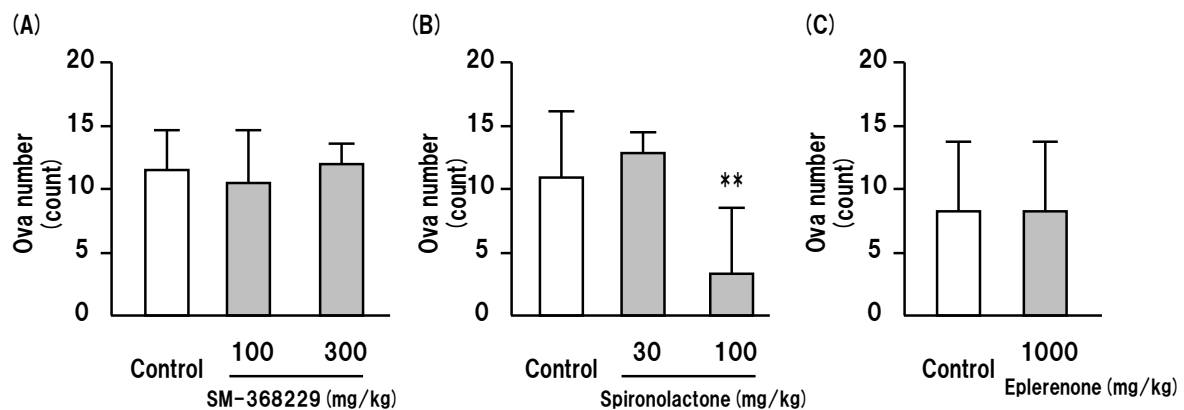 (A)
20
15
10
5
0
Ova number
(count)
Control
100
300
SM-368229 (mg/kg)
(B)
20
15
10
5
0
Ova number
(count)
**
Control
30
100
Spironolactone (mg/kg)
(C)
20
15
10
5
0
Ova number
(count)
Control
1000
Eplerenone (mg/kg)